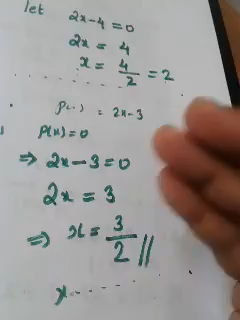 let 2x-4=0
2x = 4
x = 4/2 = 2
= 2x-3
P(x)=0
⇒ 2x-3=0
2x = 3
⇒ x = 3/2 //